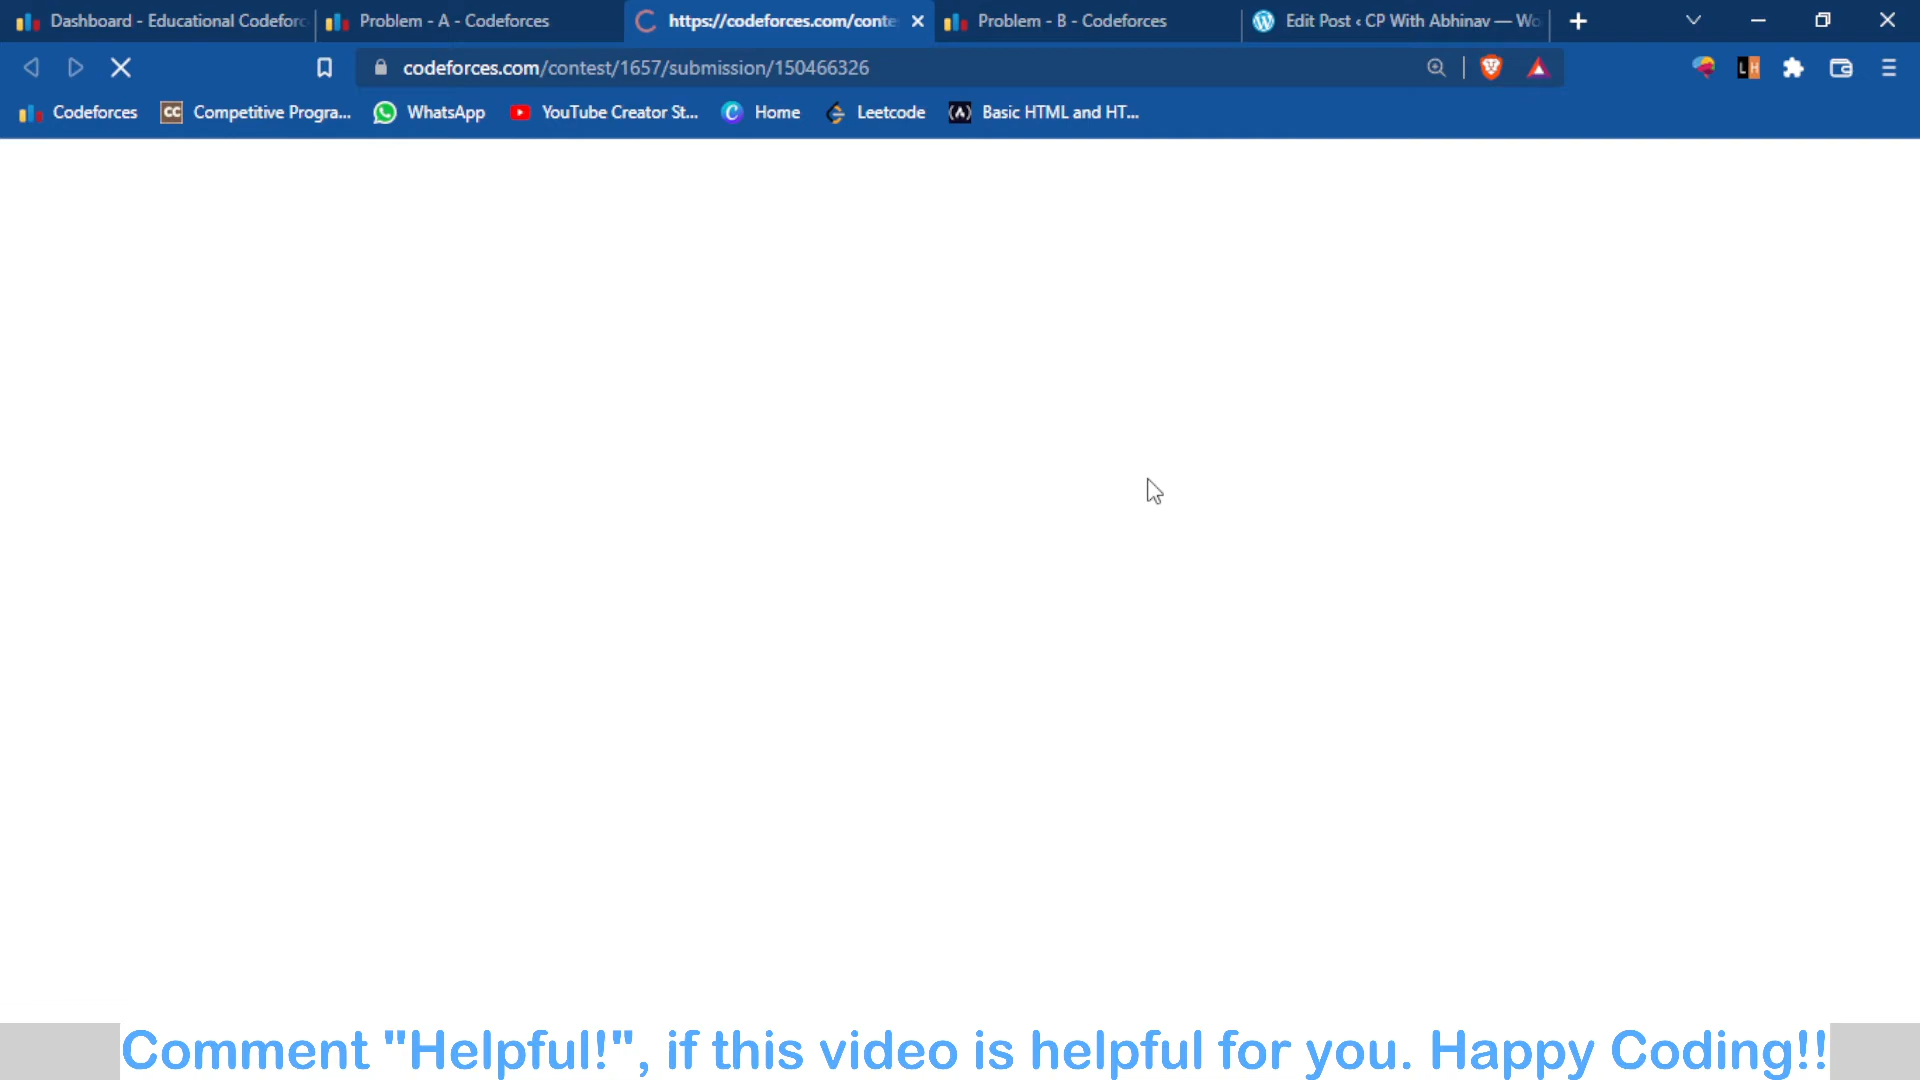 Dashboard - Educational Codeforc
Problem - A - Codeforces
https://codeforces.com/conte
Problem - B - Codeforces
Edit Post ‹ CP With Abhinav — Wo
codeforces.com/contest/1657/submission/150466326
Codeforces
CC Competitive Progra...
WhatsApp
YouTube Creator St...
Home
Leetcode
Basic HTML and HT...
LH
Comment "Helpful!", if this video is helpful for you. Happy Coding!!